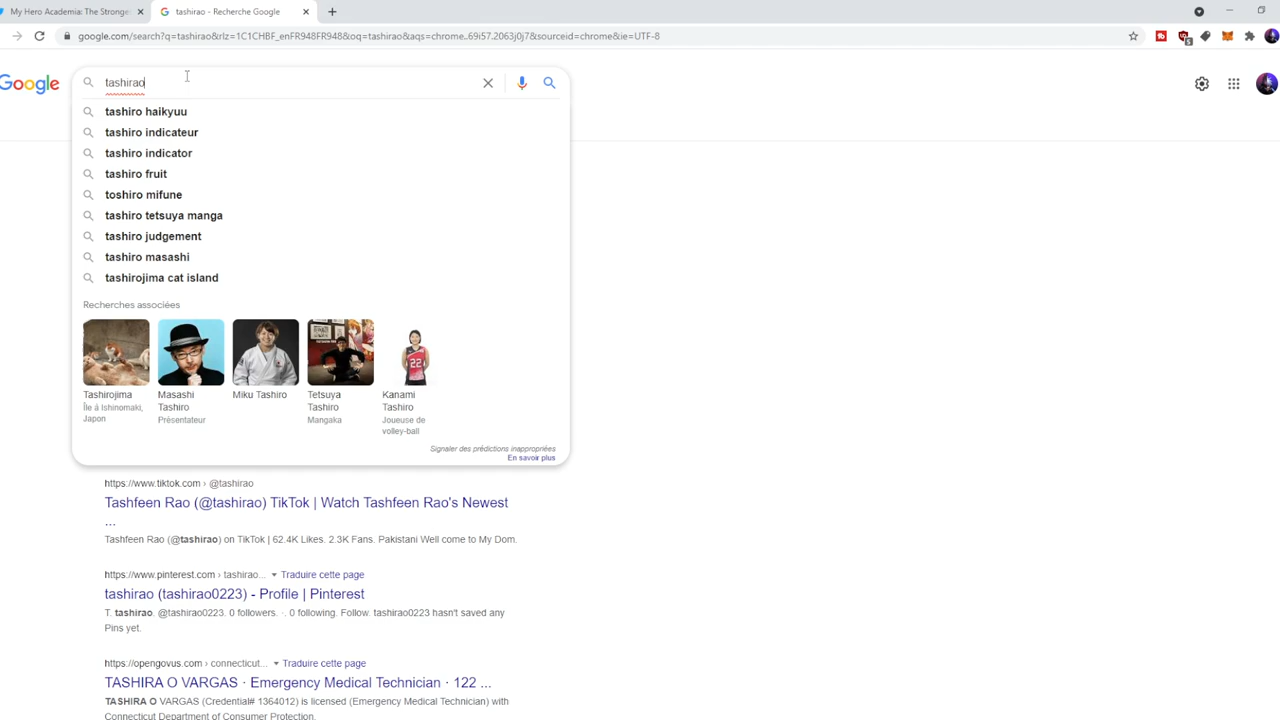 My Hero Academia: The Stronge
tashirao - Recherche Google
google.com/search?q=tashirao&rlz=1C1CHBF_enFR948FR948&oq=tashirao&aqs=chrome..69i57.2063j0j7&sourceid=chrome&ie=UTF-8
Google
tashirao
tashiro haikyuu
tashiro indicateur
tashiro indicator
tashiro fruit
toshiro mifune
tashiro tetsuya manga
tashiro judgement
tashiro masashi
tashirojima cat island
Recherches associées
Tashirojima
Île à Ishinomaki,
Japon
Masashi
Tashiro
Présentateur
Miku Tashiro
Tetsuya
Tashiro
Mangaka
Kanami
Tashiro
Joueuse de
volley-ball
Signaler des prédictions inappropriées
En savoir plus
https://www.tiktok.com › @tashirao
Tashfeen Rao (@tashirao) TikTok | Watch Tashfeen Rao's Newest
...
Tashfeen Rao (@tashirao) on TikTok | 62.4K Likes. 2.3K Fans. Pakistani Well come to My Dom.
https://www.pinterest.com › tashirao... Traduire cette page
tashirao (tashirao0223) - Profile | Pinterest
T. tashirao. @tashirao0223. 0 followers. ·. 0 following. Follow. tashirao0223 hasn't saved any
Pins yet.
https://opengovus.com › connecticut... Traduire cette page
TASHIRA O VARGAS · Emergency Medical Technician · 122 ...
TASHIRA O VARGAS (Credential# 1364012) is licensed (Emergency Medical Technician) with
Connecticut Department of Consumer Protection.